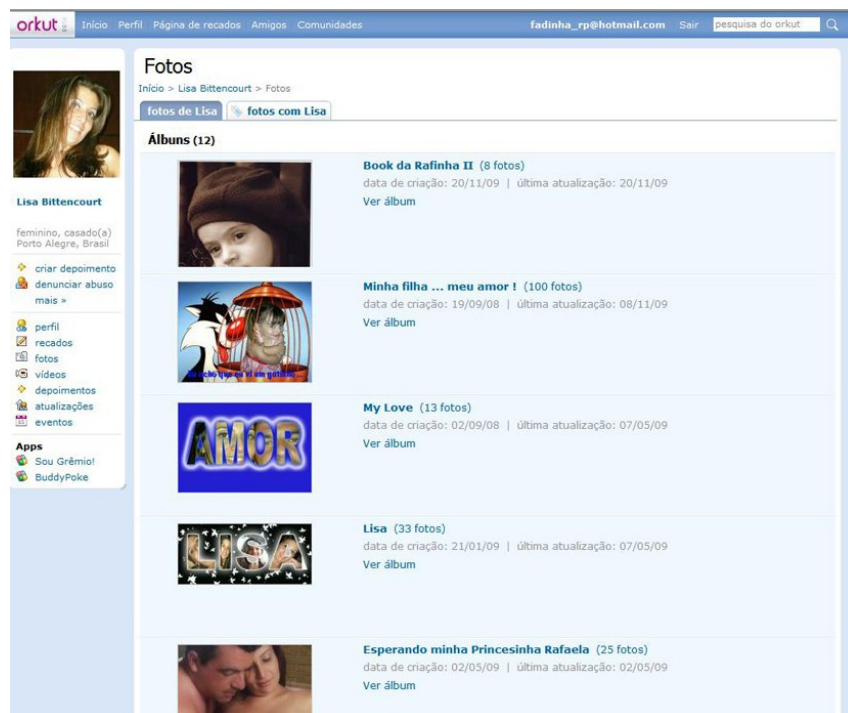 orkut Início Perfil Página de recados Amigos Comunidades fadinha_rp@hotmail.com Sair pesquisa do orkut
Lisa Bittencourt
feminino, casado(a)
Porto Alegre, Brasil
criar depoimento
denunciar abuso
mais »
perfil
recados
fotos
vídeos
depoimentos
atualizações
eventos
Apps
Sou Grêmio!
BuddyPoke
Fotos
Início > Lisa Bittencourt > Fotos
fotos de Lisa fotos com Lisa
Álbuns (12)
Book da Rafinha II (8 fotos)
data de criação: 20/11/09 | última atualização: 20/11/09
Ver álbum
Minha filha ... meu amor ! (100 fotos)
data de criação: 19/09/08 | última atualização: 08/11/09
Ver álbum
que eu vi um
My Love (13 fotos)
data de criação: 02/09/08 | última atualização: 07/05/09
Ver álbum
AMOR
Lisa (33 fotos)
data de criação: 21/01/09 | última atualização: 07/05/09
Ver álbum
LISA
Esperando minha Princesinha Rafaela (25 fotos)
data de criação: 02/05/09 | última atualização: 02/05/09
Ver álbum